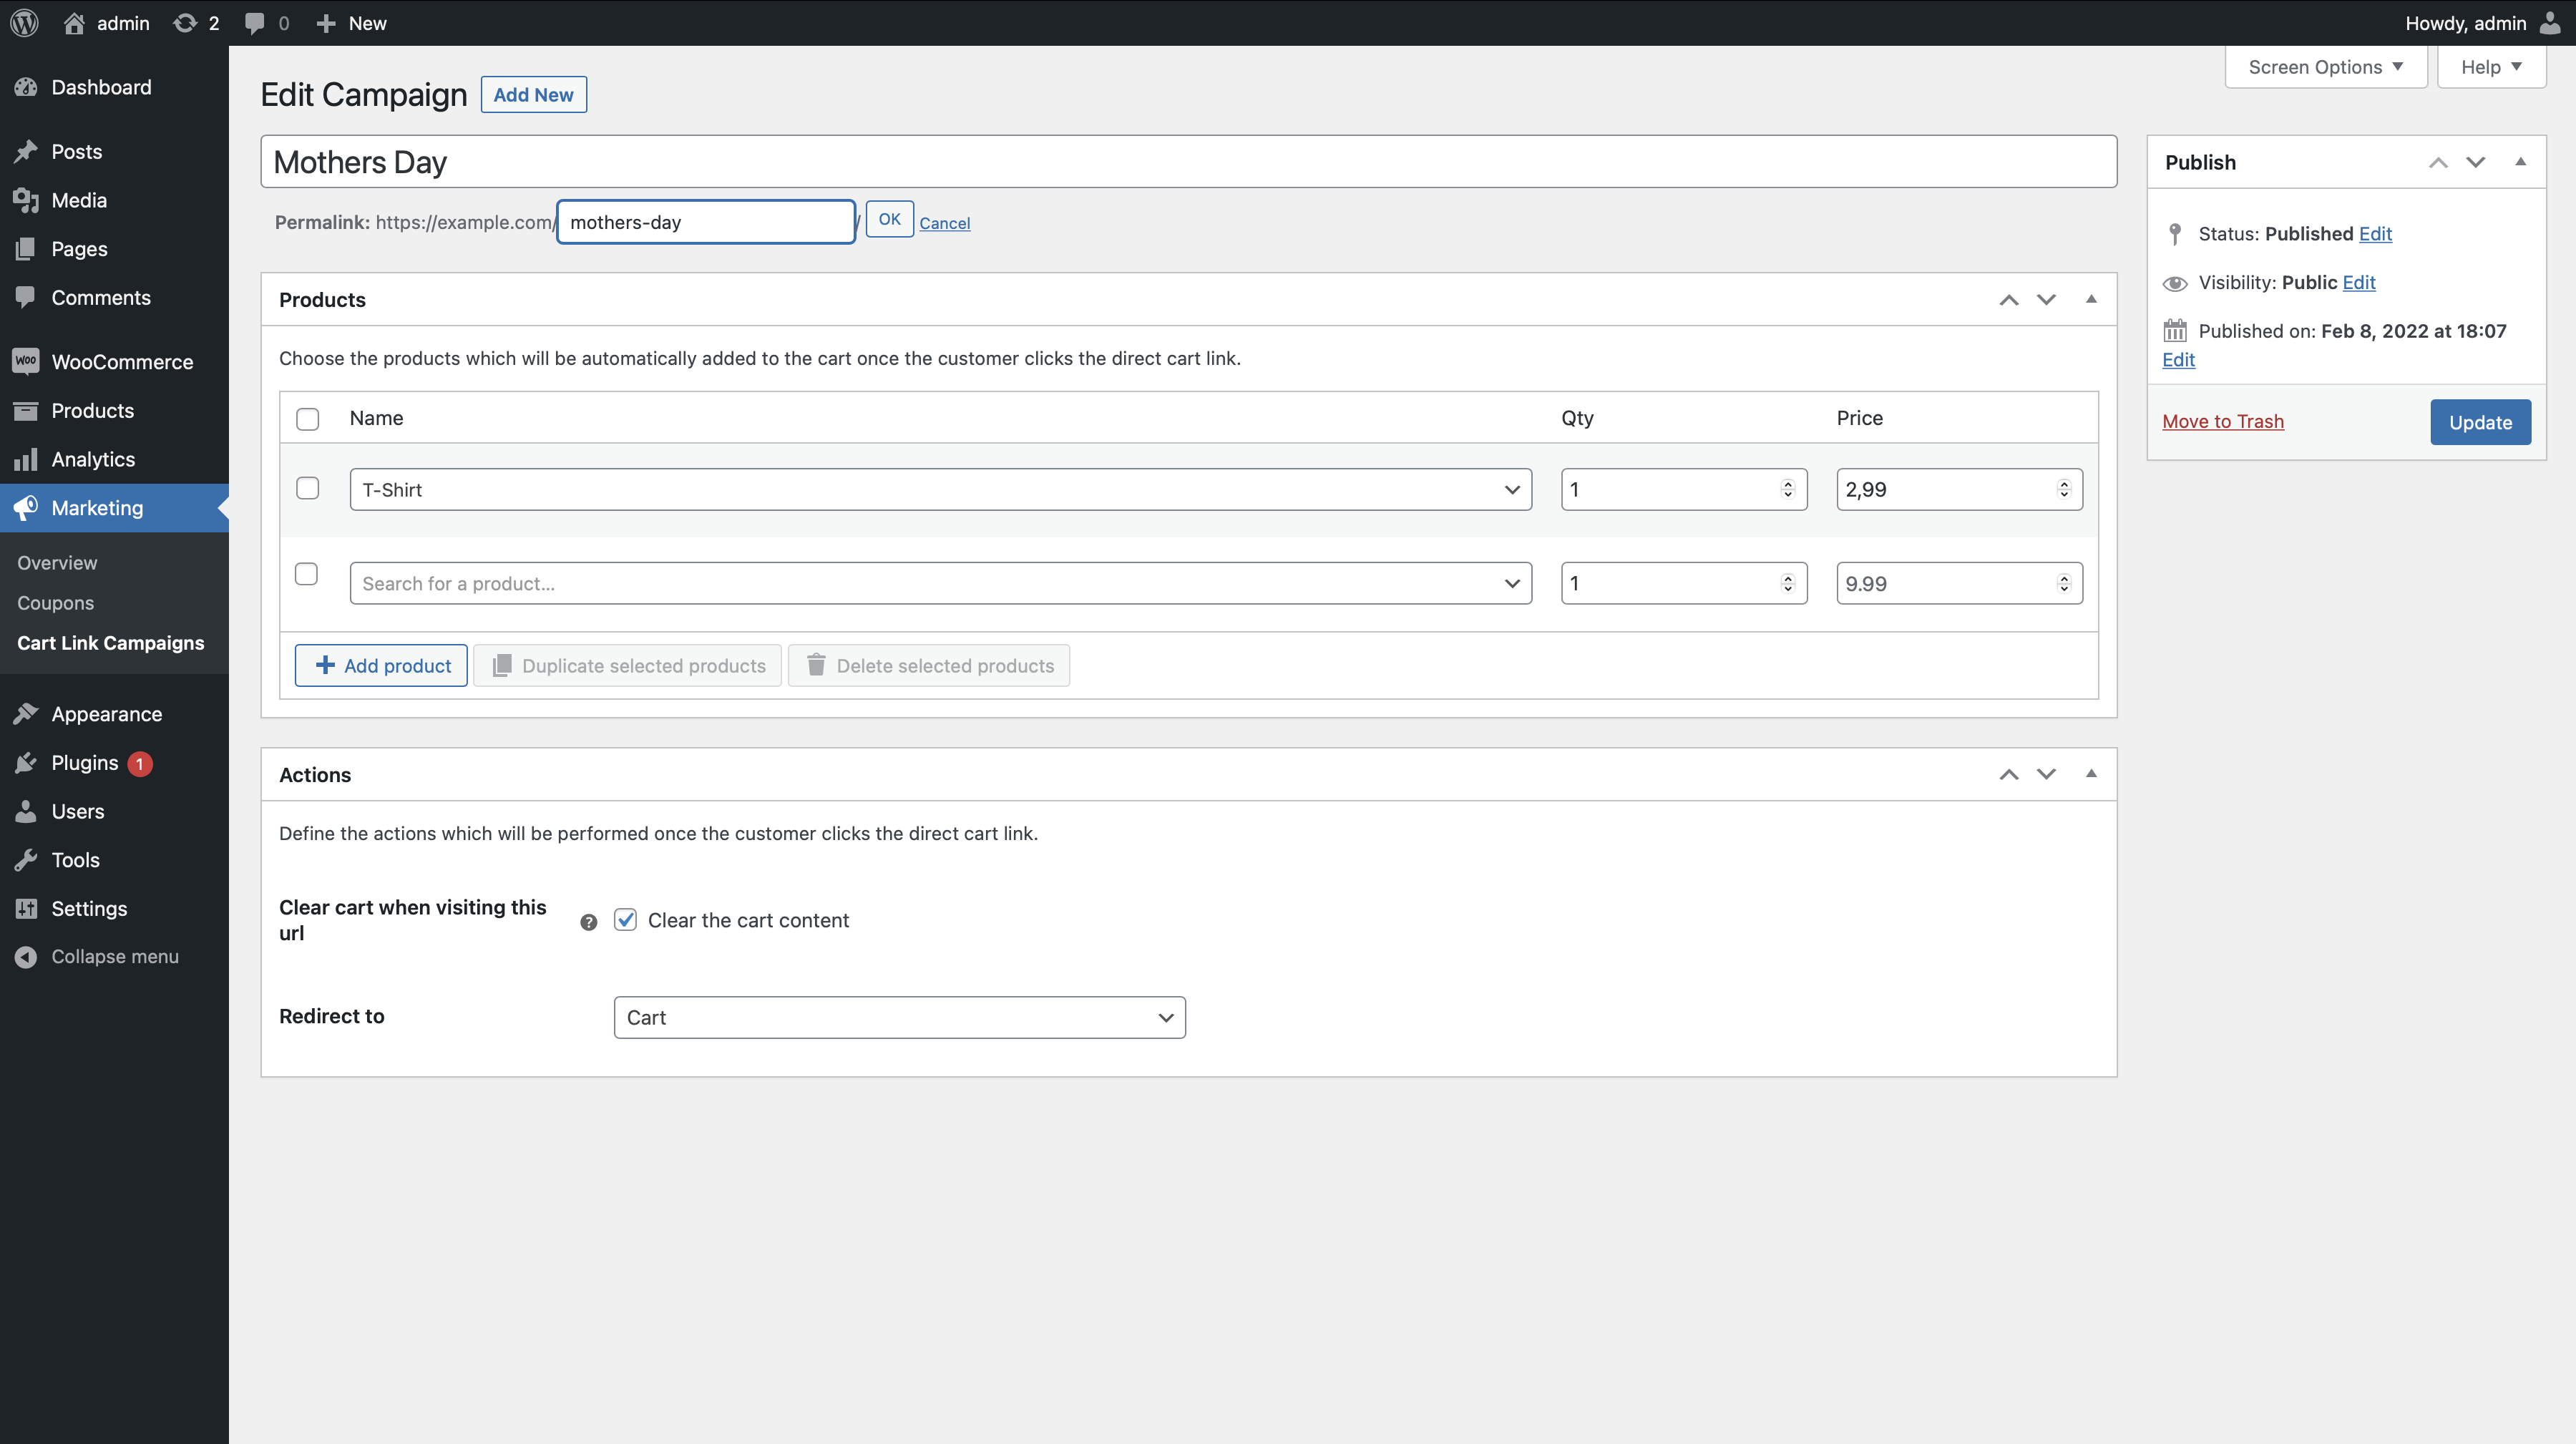 admin 2 0 New Howdy, admin
Screen Options Help
Dashboard
Posts
Media
Pages
Comments
WOO WooCommerce
Products
Analytics
Marketing
Overview
Coupons
Cart Link Campaigns
Appearance
Plugins 1
Users
Tools
Settings
Collapse menu
Edit Campaign Add New
Mothers Day
Permalink: https://example.com/ mothers-day / OK Cancel
Products
Choose the products which will be automatically added to the cart once the customer clicks the direct cart link.
Name Qty Price
T-Shirt 1 2,99
Search for a product... 1 9.99
Add product Duplicate selected products Delete selected products
Actions
Define the actions which will be performed once the customer clicks the direct cart link.
Clear cart when visiting this
url
? Clear the cart content
Redirect to Cart
Publish
Status: Published Edit
Visibility: Public Edit
Published on: Feb 8, 2022 at 18:07
Edit
Move to Trash Update